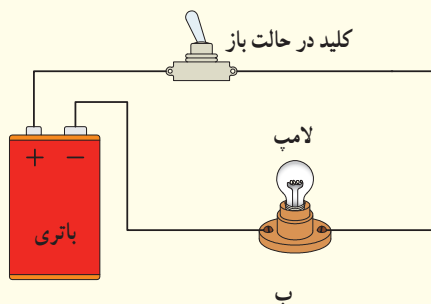 کلید در حالت باز
لامپ
+ −
باتری
ب